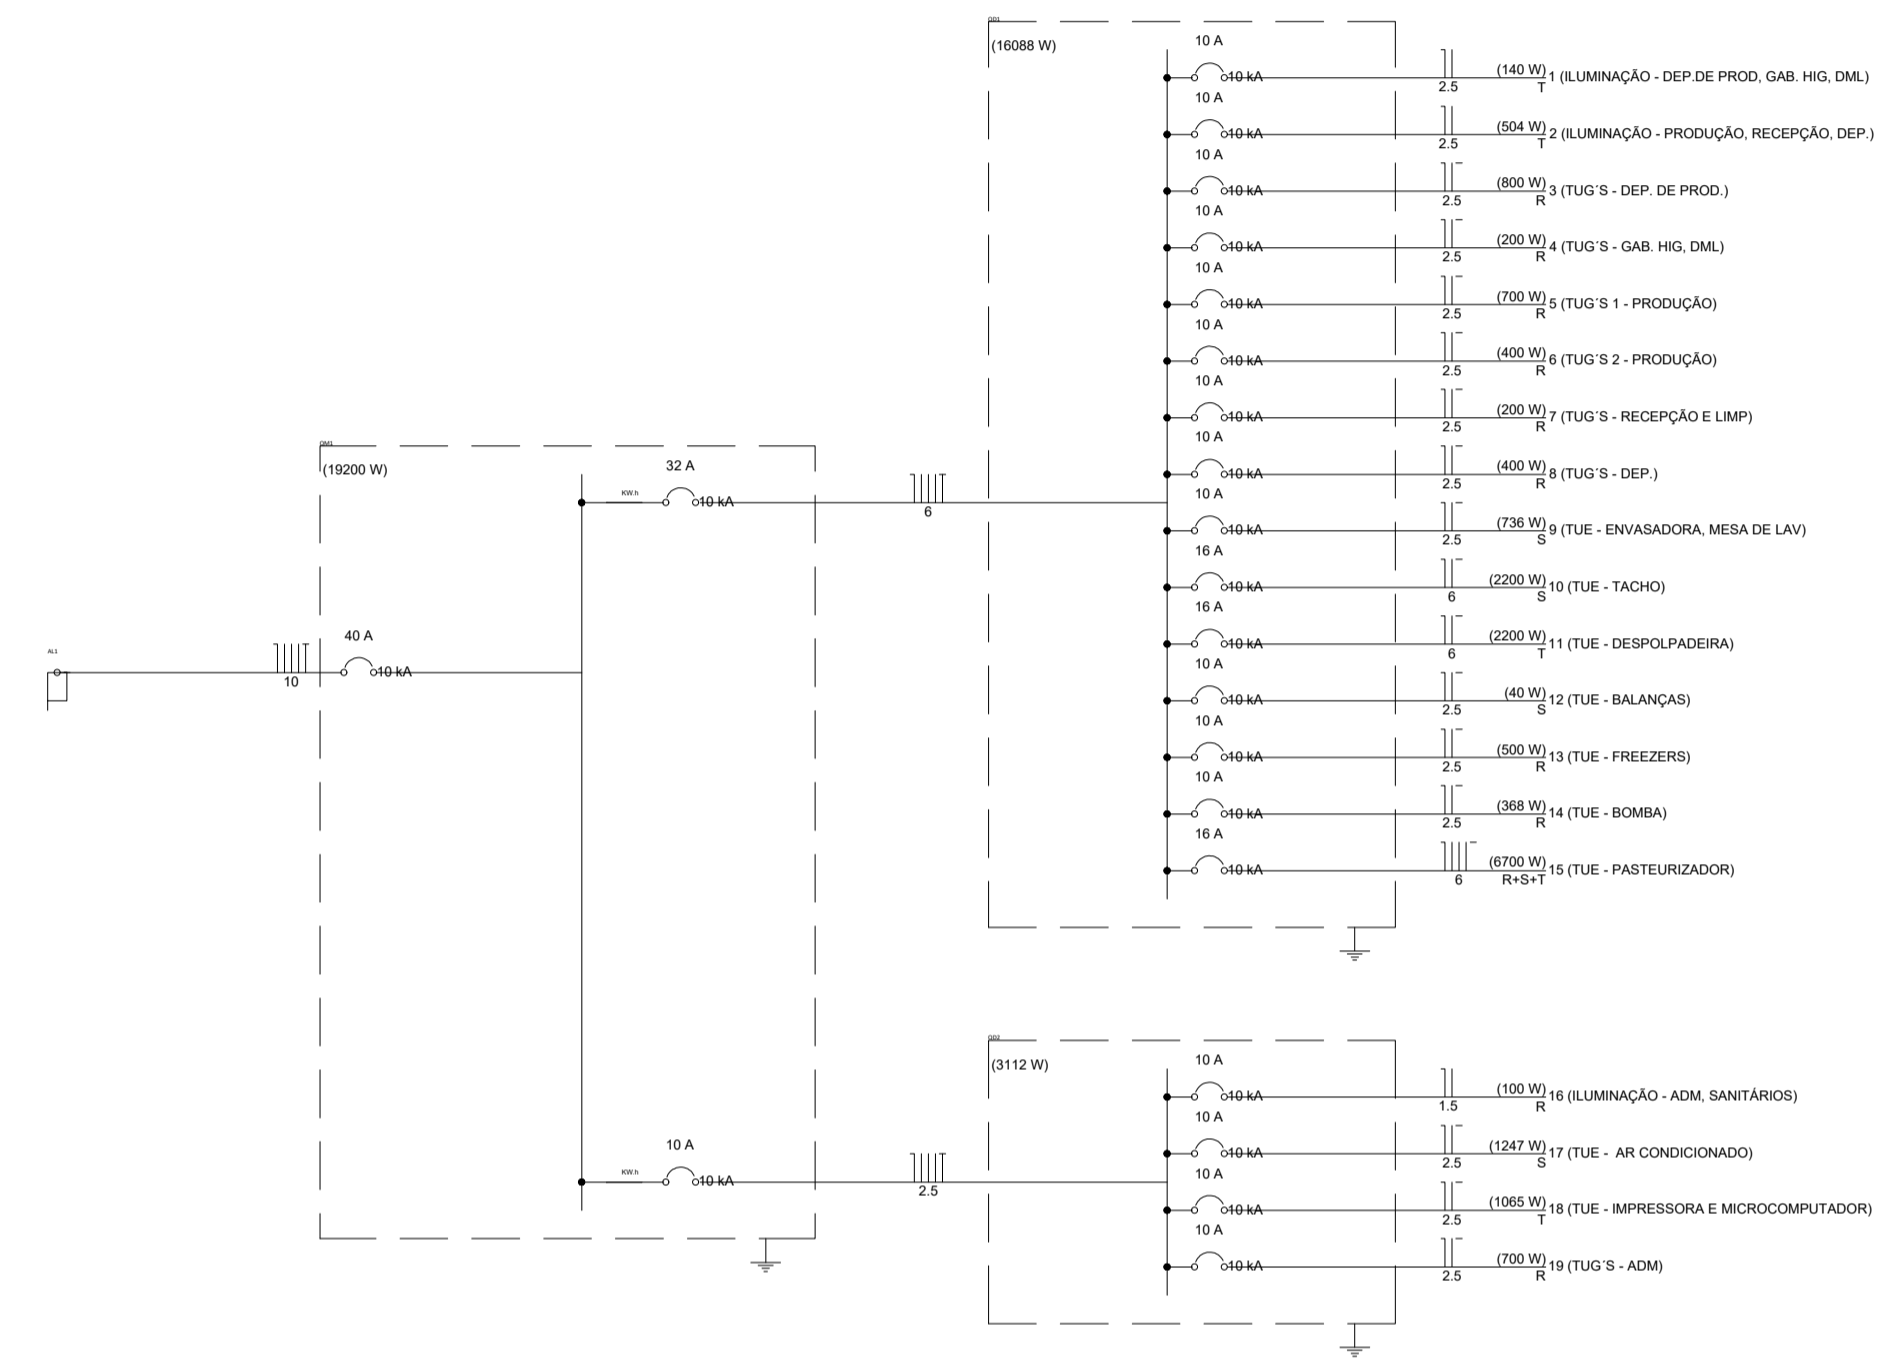 QD1
(16088 W)
10 A
10 kA
2.5
(140 W)
T
1 (ILUMINAÇÃO - DEP.DE PROD, GAB. HIG, DML)
10 A
10 kA
2.5
(504 W)
T
2 (ILUMINAÇÃO - PRODUÇÃO, RECEPÇÃO, DEP.)
10 A
10 kA
2.5
(800 W)
R
3 (TUG´S - DEP. DE PROD.)
10 A
10 kA
2.5
(200 W)
R
4 (TUG´S - GAB. HIG, DML)
10 A
10 kA
2.5
(700 W)
R
5 (TUG´S 1 - PRODUÇÃO)
10 A
10 kA
2.5
(400 W)
R
6 (TUG´S 2 - PRODUÇÃO)
10 A
10 kA
2.5
(200 W)
R
7 (TUG´S - RECEPÇÃO E LIMP)
10 A
10 kA
2.5
(400 W)
R
8 (TUG´S - DEP.)
10 A
10 kA
2.5
(736 W)
S
9 (TUE - ENVASADORA, MESA DE LAV)
16 A
10 kA
6
(2200 W)
S
10 (TUE - TACHO)
16 A
10 kA
6
(2200 W)
T
11 (TUE - DESPOLPADEIRA)
10 A
10 kA
2.5
(40 W)
S
12 (TUE - BALANÇAS)
10 A
10 kA
2.5
(500 W)
R
13 (TUE - FREEZERS)
10 A
10 kA
2.5
(368 W)
R
14 (TUE - BOMBA)
16 A
10 kA
6
(6700 W)
R+S+T
15 (TUE - PASTEURIZADOR)
QM1
(19200 W)
32 A
KW.h
10 kA
6
AL1
10
40 A
10 kA
10 A
KW.h
10 kA
2.5
QD2
(3112 W)
10 A
10 kA
1.5
(100 W)
R
16 (ILUMINAÇÃO - ADM, SANITÁRIOS)
10 A
10 kA
2.5
(1247 W)
S
17 (TUE - AR CONDICIONADO)
10 A
10 kA
2.5
(1065 W)
T
18 (TUE - IMPRESSORA E MICROCOMPUTADOR)
10 A
10 kA
2.5
(700 W)
R
19 (TUG´S - ADM)